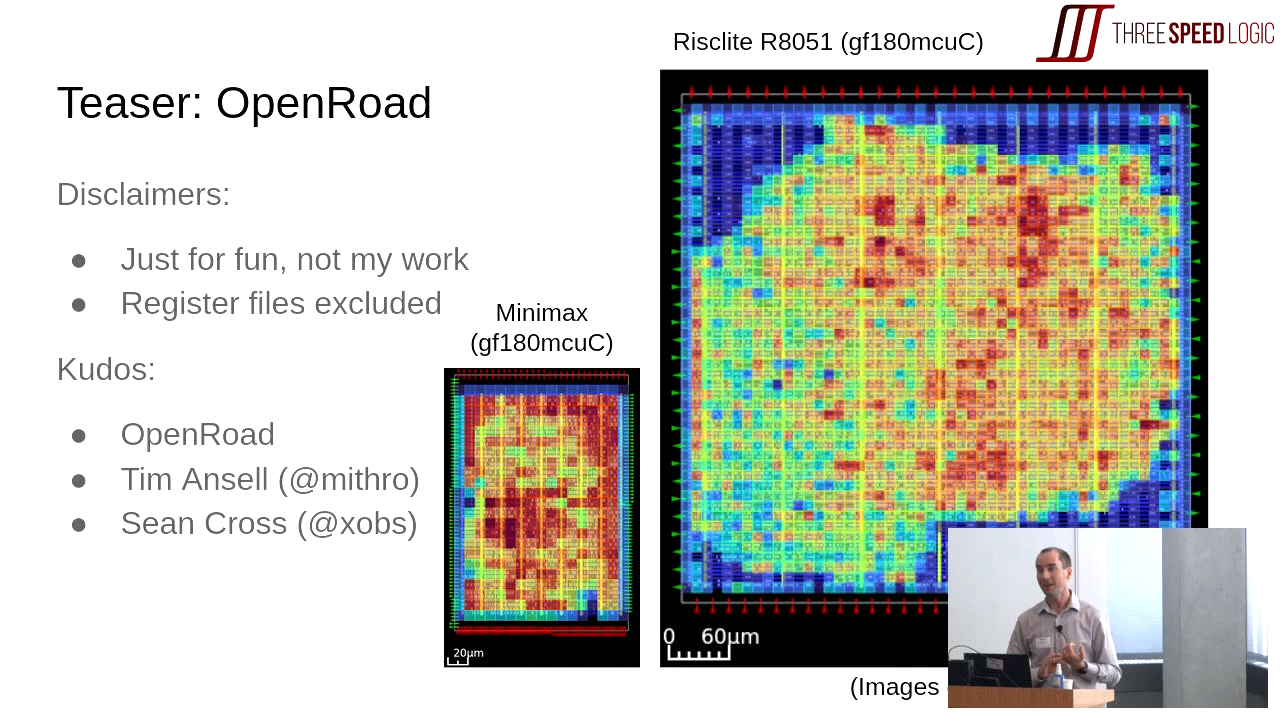 Risclite R8051 (gf180mcuC)
THREE SPEED LOGIC
Teaser: OpenRoad
Disclaimers:
● Just for fun, not my work
● Register files excluded
Minimax
(gf180mcuC)
Kudos:
● OpenRoad
● Tim Ansell (@mithro)
● Sean Cross (@xobs)
20µm
0 60µm
(Images